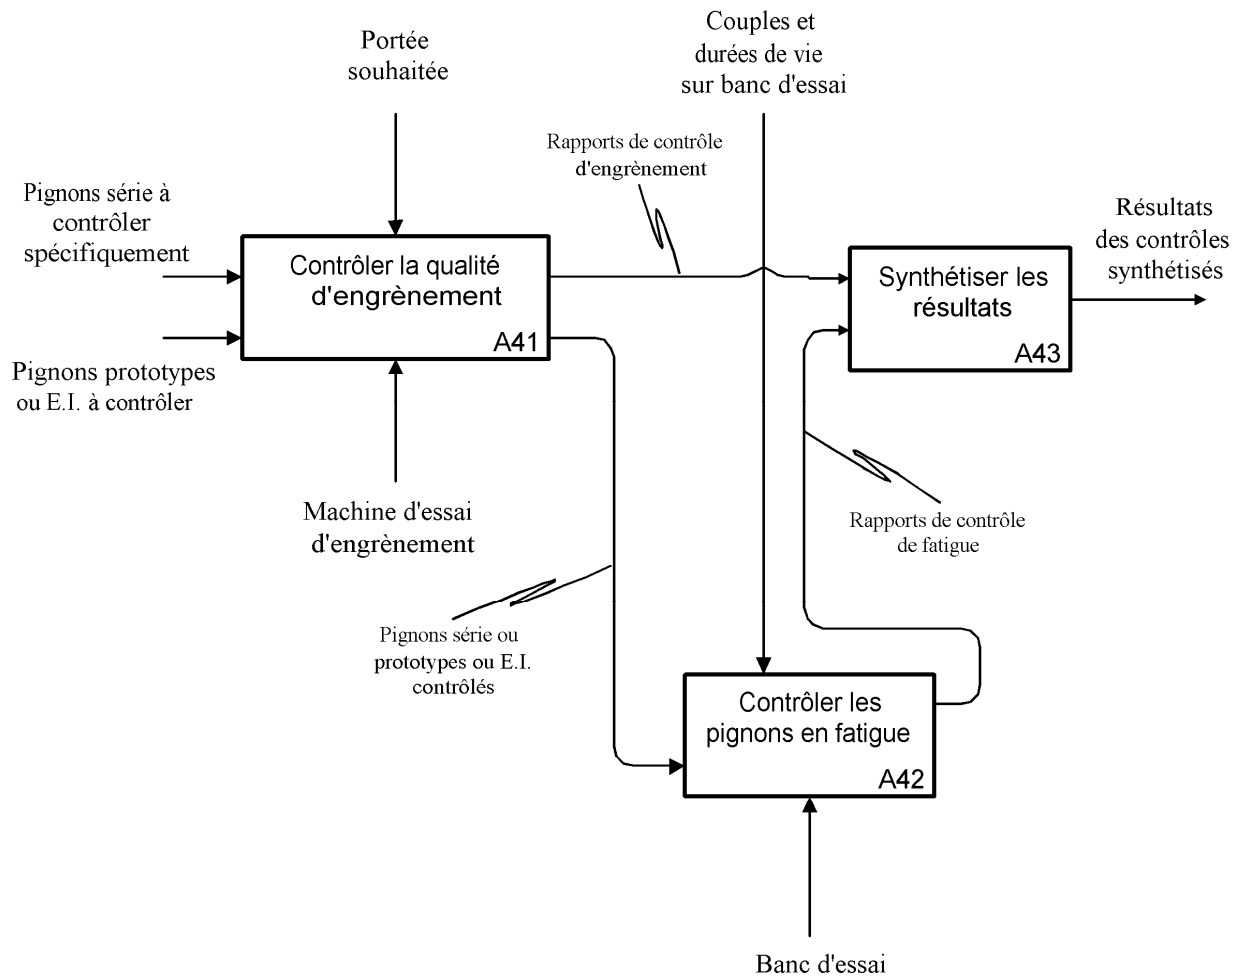 Couples et
durées de vie
sur banc d'essai
Portée
souhaitée
Rapports de contrôle
d'engrènement
Pignons série à
contrôler
spécifiquement
Résultats
des contrôles
synthétisés
Contrôler la qualité
d'engrènement
A41
Synthétiser les
résultats
A43
Pignons prototypes
ou E.I. à contrôler
Machine d'essai
d'engrènement
Rapports de contrôle
de fatigue
Pignons série ou
prototypes ou E.I.
contrôlés
Contrôler les
pignons en fatigue
A42
Banc d'essai